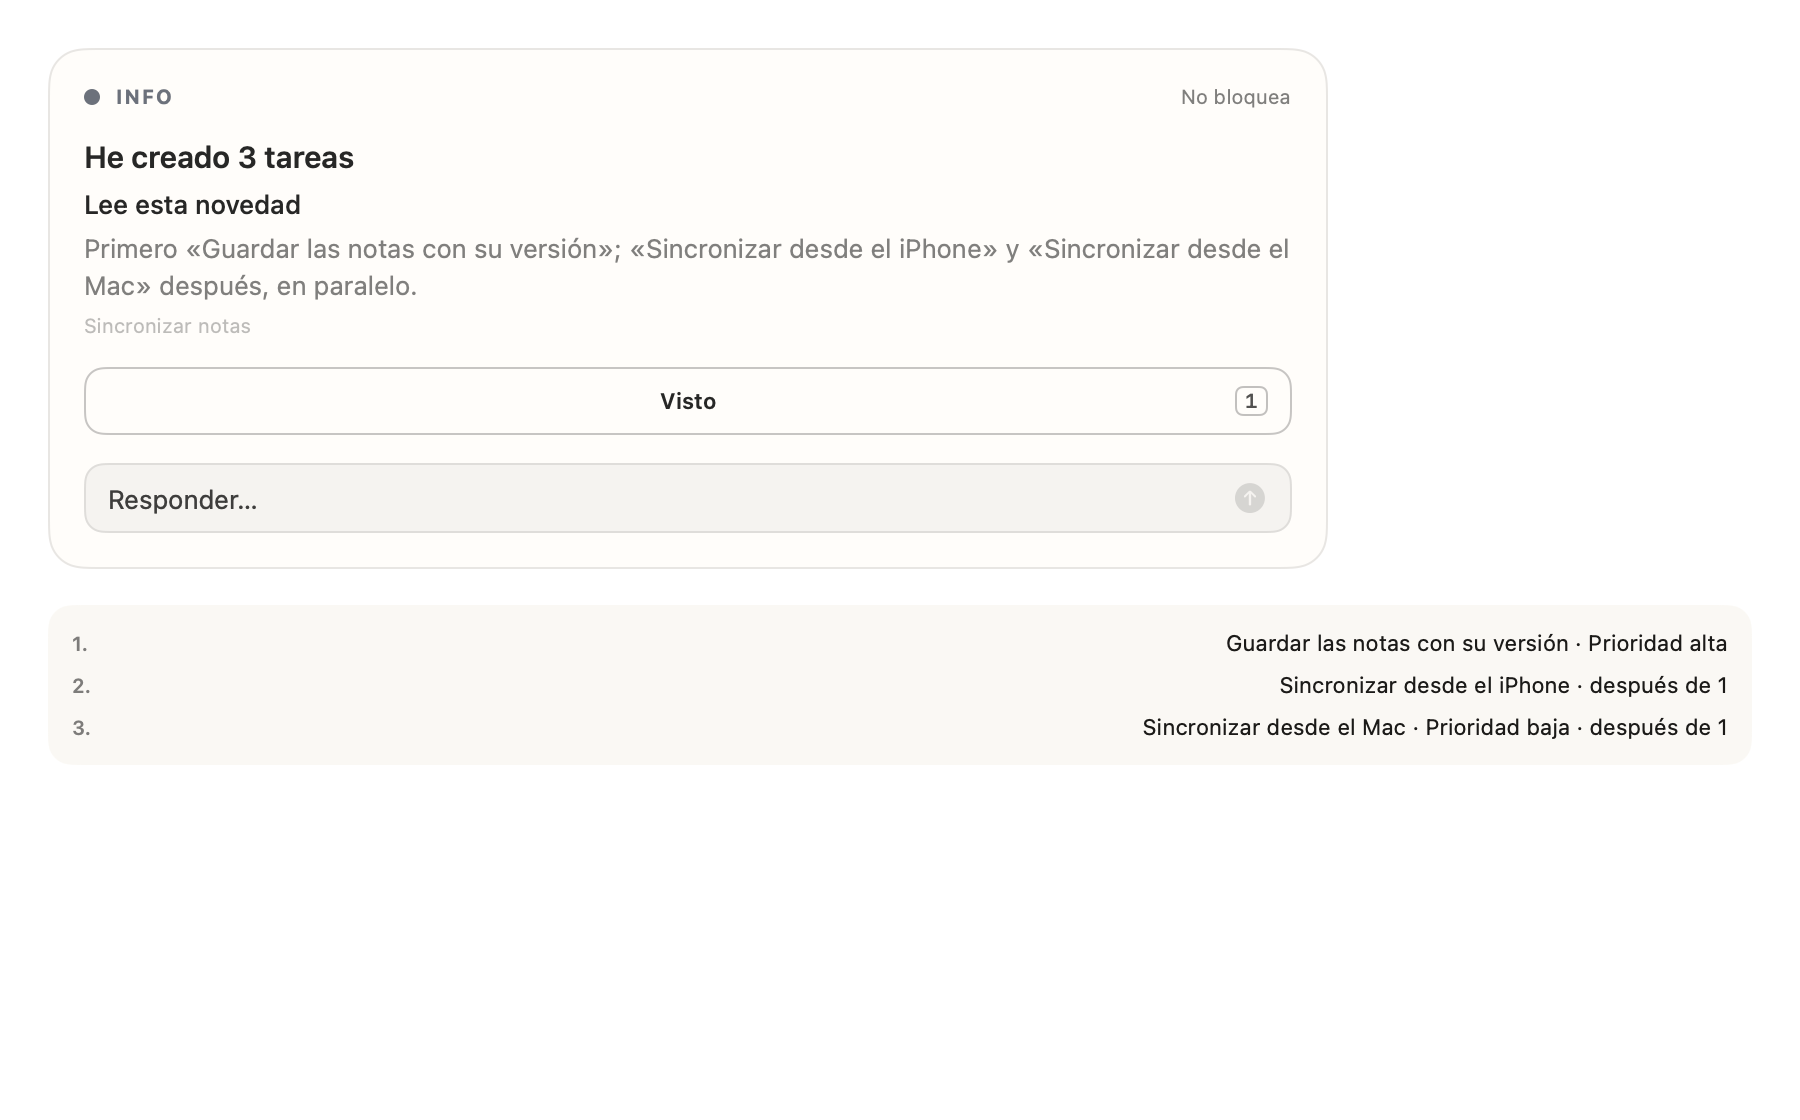 INFO
No bloquea
He creado 3 tareas
Lee esta novedad
Primero «Guardar las notas con su versión»; «Sincronizar desde el iPhone» y «Sincronizar desde el
Mac» después, en paralelo.
Sincronizar notas
Visto 1
Responder...
1. Guardar las notas con su versión · Prioridad alta
2. Sincronizar desde el iPhone · después de 1
3. Sincronizar desde el Mac · Prioridad baja · después de 1